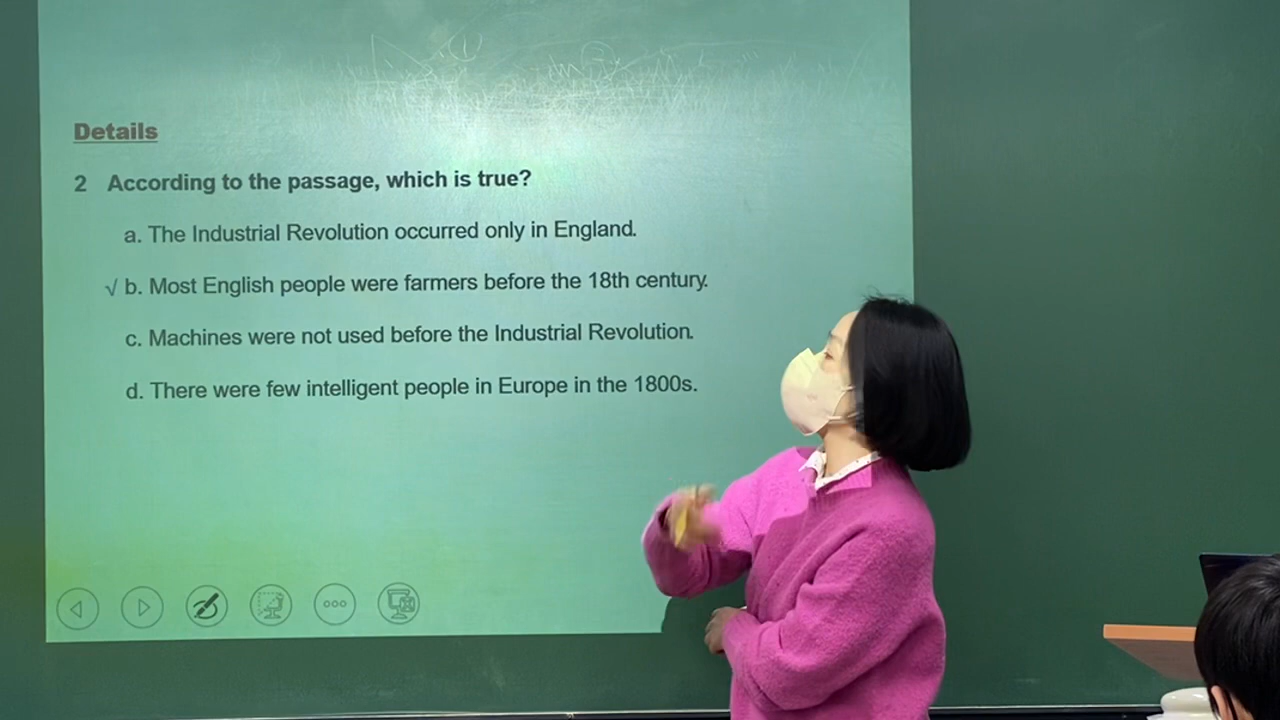 Details
2 According to the passage, which is true?
a. The Industrial Revolution occurred only in England.
√ b. Most English people were farmers before the 18th century.
c. Machines were not used before the Industrial Revolution.
d. There were few intelligent people in Europe in the 1800s.